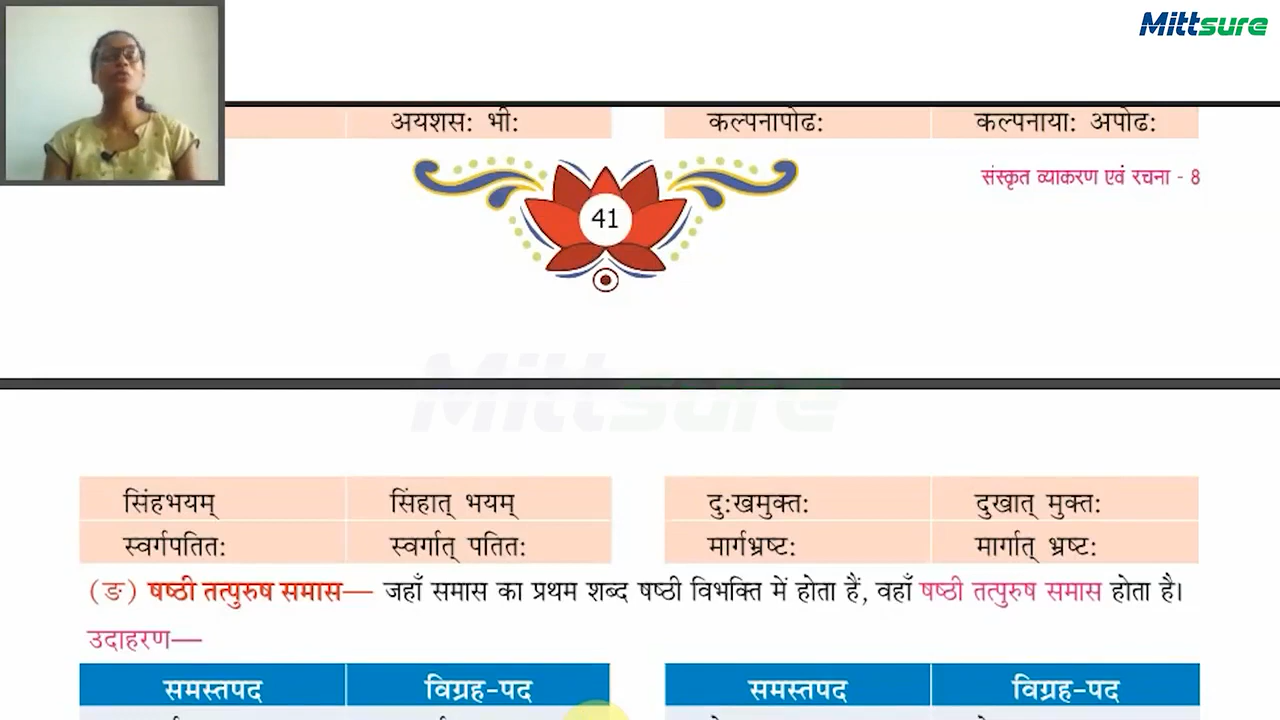 Mittsure
अयशस: भी: कल्पनापोढ: कल्पनाया: अपोढ:
संस्कृत व्याकरण एवं रचना - 8
41
Mittsure
सिंहभयम् सिंहात् भयम् दु:खमुक्त: दुखात् मुक्त:
स्वर्गपतित: स्वर्गात् पतित: मार्गभ्रष्ट: मार्गात् भ्रष्ट:
(ङ) षष्ठी तत्पुरुष समास— जहाँ समास का प्रथम शब्द षष्ठी विभक्ति में होता हैं, वहाँ षष्ठी तत्पुरुष समास होता है।
उदाहरण—
समस्तपद विग्रह-पद समस्तपद विग्रह-पद